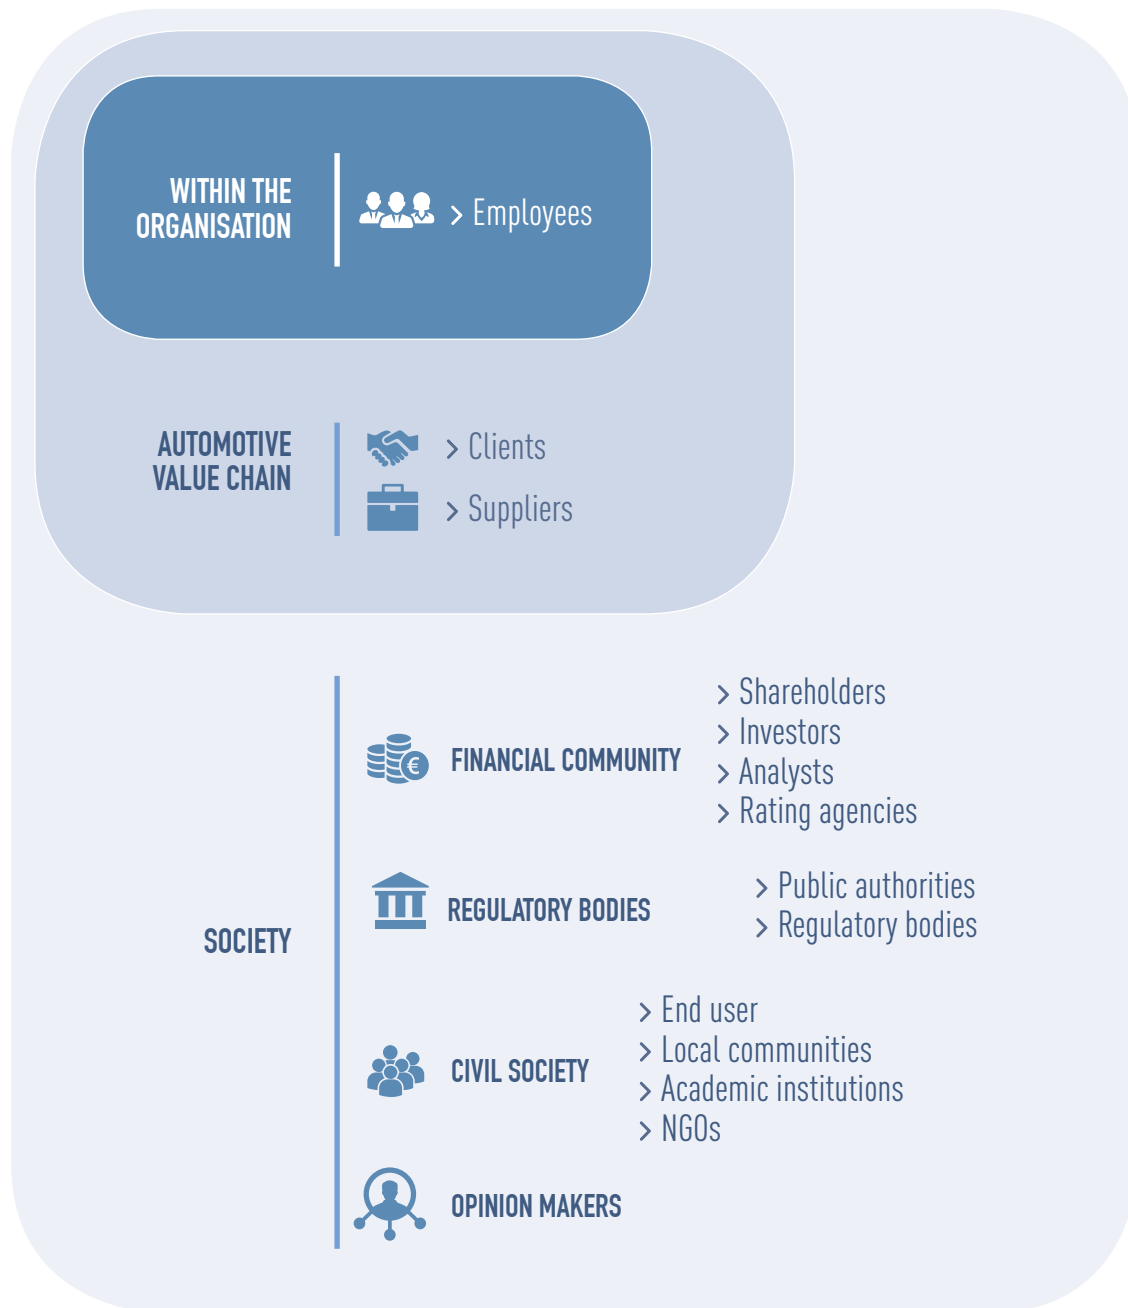 WITHIN THE
ORGANISATION
> Employees
AUTOMOTIVE
VALUE CHAIN
> Clients
> Suppliers
SOCIETY
FINANCIAL COMMUNITY
> Shareholders
> Investors
> Analysts
> Rating agencies
REGULATORY BODIES
> Public authorities
> Regulatory bodies
CIVIL SOCIETY
> End user
> Local communities
> Academic institutions
> NGOs
OPINION MAKERS